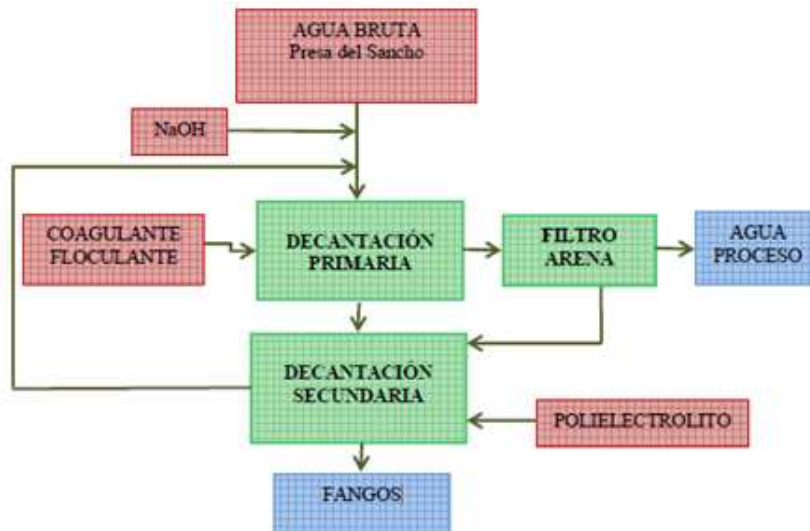 AGUA BRUTA
Presa del Sancho
NaOH
COAGULANTE
FLOCULANTE
DECANTACIÓN
PRIMARIA
FILTRO
ARENA
AGUA
PROCESO
DECANTACIÓN
SECUNDARIA
POLIELECTROLITO
FANGOS